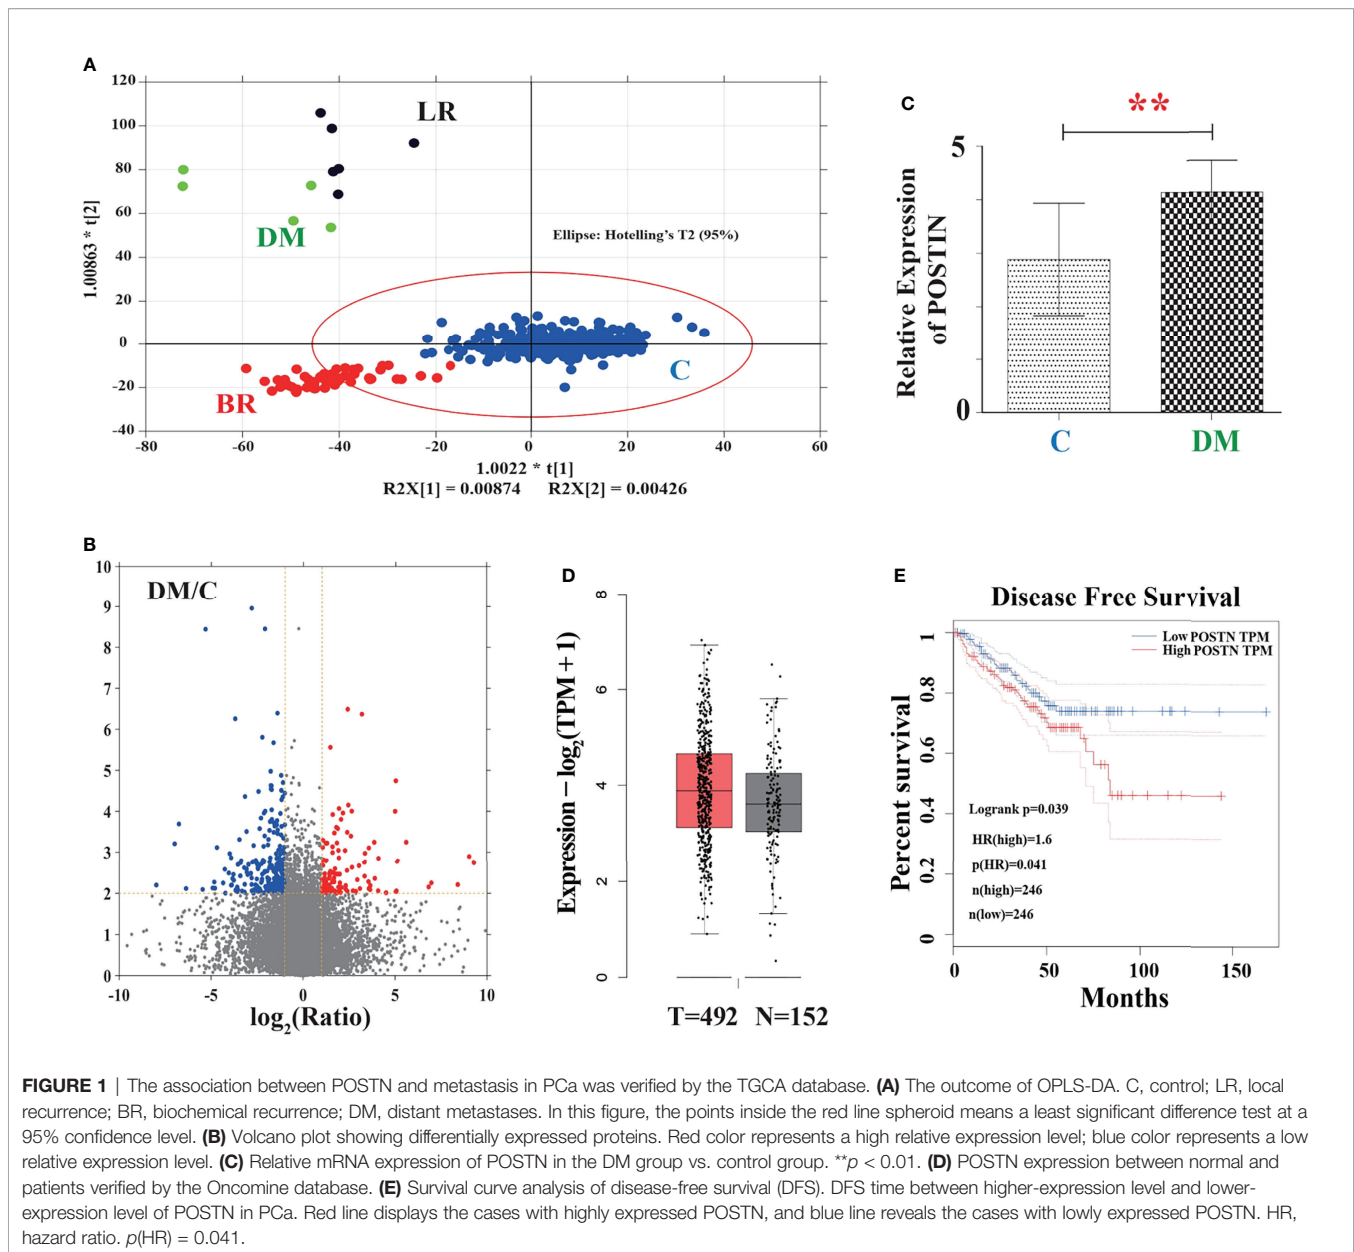 A
120
100
80
60
40
20
0
-20
-40
-80
-60
-40
-20
0
20
40
60
1.00863 * t[2]
LR
DM
Ellipse: Hotelling's T2 (95%)
C
BR
1.0022 * t[1]
R2X[1] = 0.00874 R2X[2] = 0.00426
C
**
5
0
Relative Expression
of POSTIN
C
DM
B
DM/C
10
9
8
7
6
5
4
3
2
1
0
-10
-5
0
5
10
log2(Ratio)
D
8
6
4
2
0
Expression – log2(TPM + 1)
T=492 N=152
E
Disease Free Survival
Low POSTN TPM
High POSTN TPM
1
0.8
0.6
0.4
0.2
0
Percent survival
Logrank p=0.039
HR(high)=1.6
p(HR)=0.041
n(high)=246
n(low)=246
0
50
100
150
Months
FIGURE 1 | The association between POSTN and metastasis in PCa was verified by the TGCA database. (A) The outcome of OPLS-DA. C, control; LR, local
recurrence; BR, biochemical recurrence; DM, distant metastases. In this figure, the points inside the red line spheroid means a least significant difference test at a
95% confidence level. (B) Volcano plot showing differentially expressed proteins. Red color represents a high relative expression level; blue color represents a low
relative expression level. (C) Relative mRNA expression of POSTN in the DM group vs. control group. **p < 0.01. (D) POSTN expression between normal and
patients verified by the Oncomine database. (E) Survival curve analysis of disease-free survival (DFS). DFS time between higher-expression level and lower-
expression level of POSTN in PCa. Red line displays the cases with highly expressed POSTN, and blue line reveals the cases with lowly expressed POSTN. HR,
hazard ratio. p(HR) = 0.041.